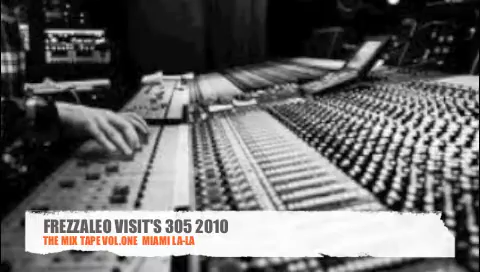 FREZZALEO VISIT'S 305 2010
THE MIX TAPE VOL.ONE MIAMI LA-LA